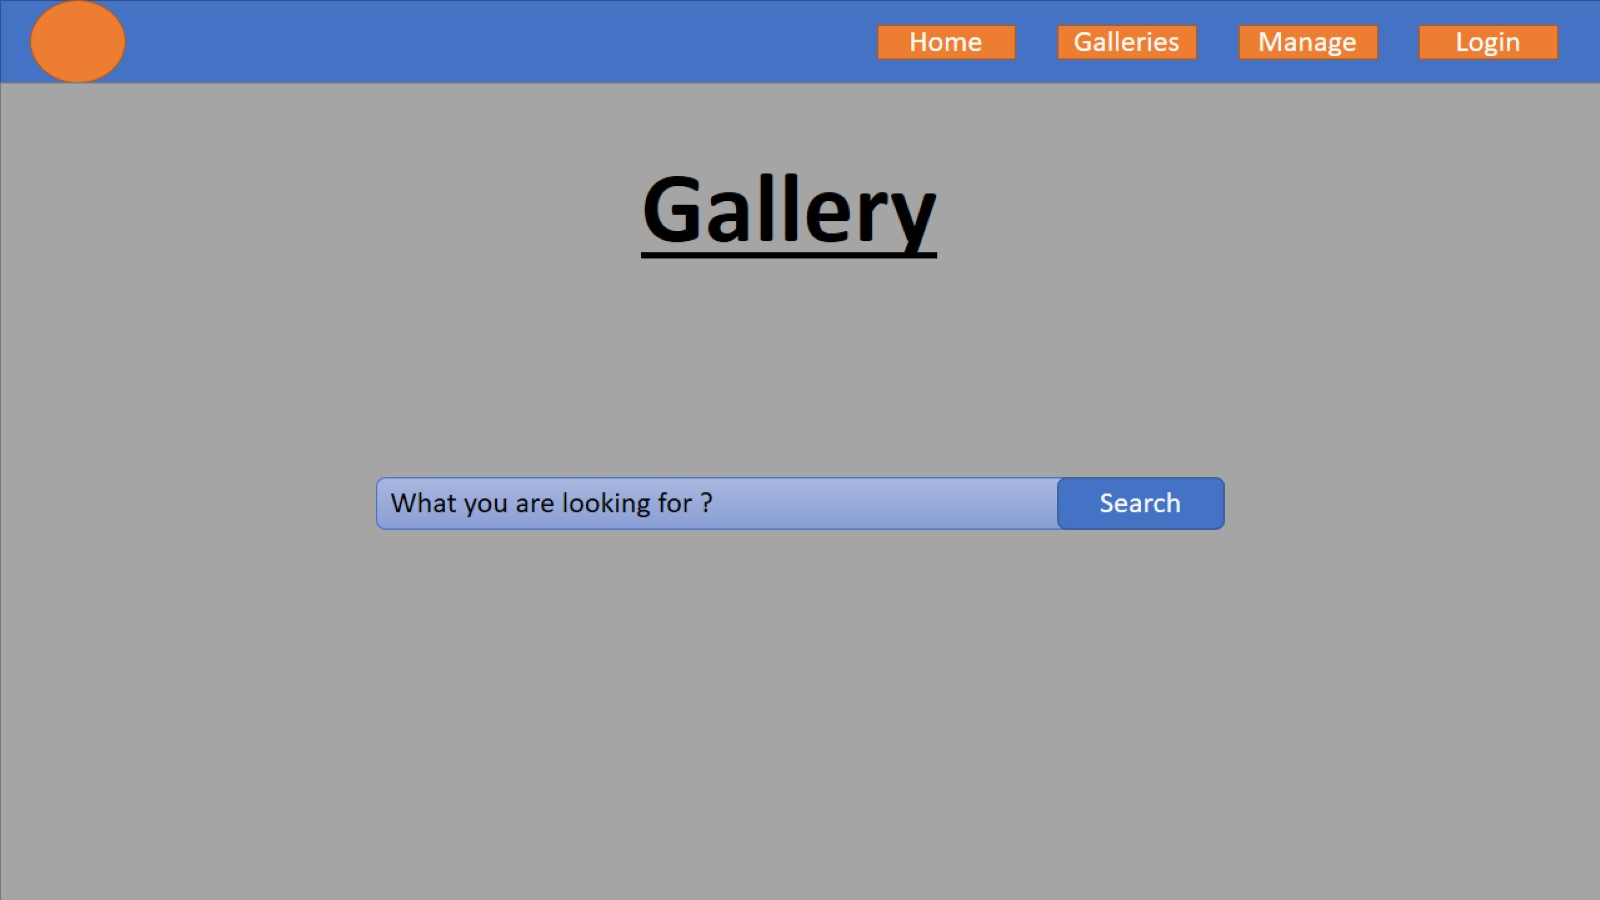 Home Galleries Manage Login
Gallery
What you are looking for ? Search